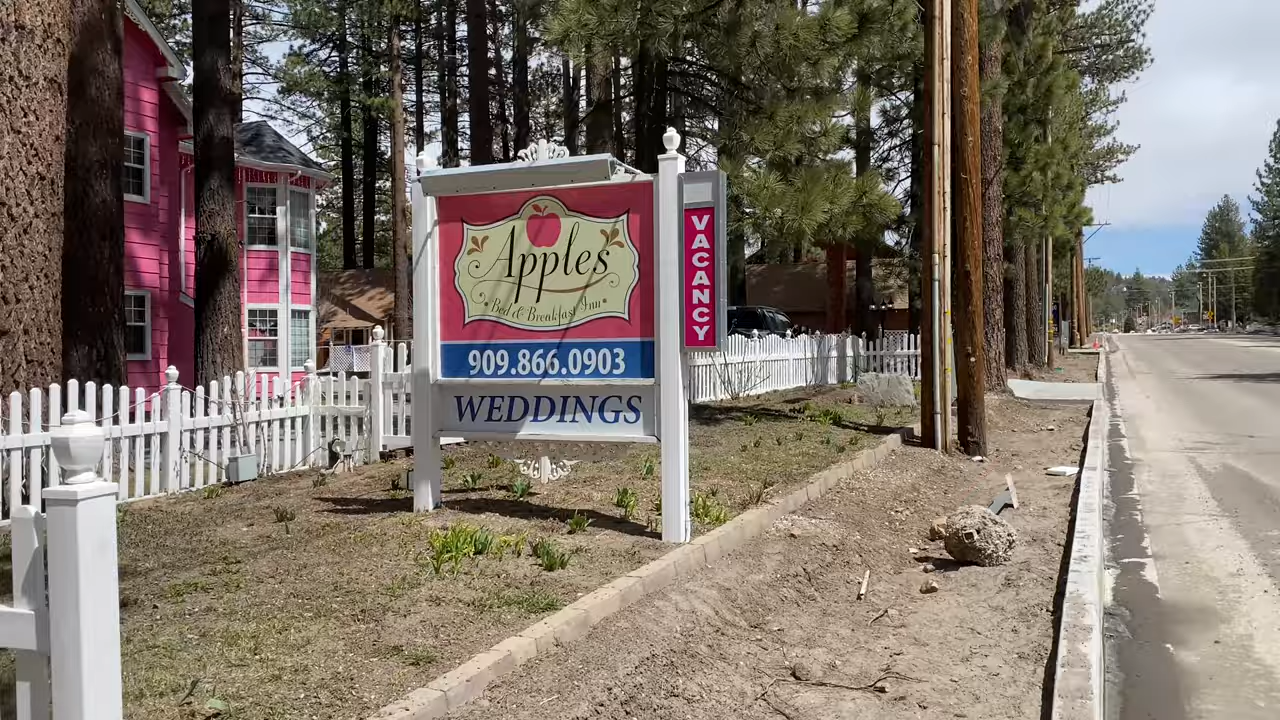 Apples
Bed & Breakfast Inn
909.866.0903
WEDDINGS
VACANCY